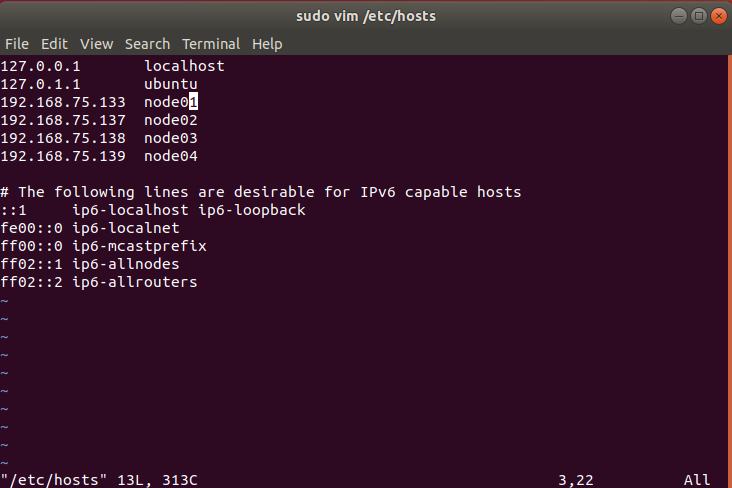 sudo vim /etc/hosts
File Edit View Search Terminal Help
127.0.0.1       localhost
127.0.1.1       ubuntu
192.168.75.133  node01
192.168.75.137  node02
192.168.75.138  node03
192.168.75.139  node04
# The following lines are desirable for IPv6 capable hosts
::1     ip6-localhost ip6-loopback
fe00::0 ip6-localnet
ff00::0 ip6-mcastprefix
ff02::1 ip6-allnodes
ff02::2 ip6-allrouters
~
~
~
~
~
~
~
~
~
~
"/etc/hosts" 13L, 313C 3,22 All